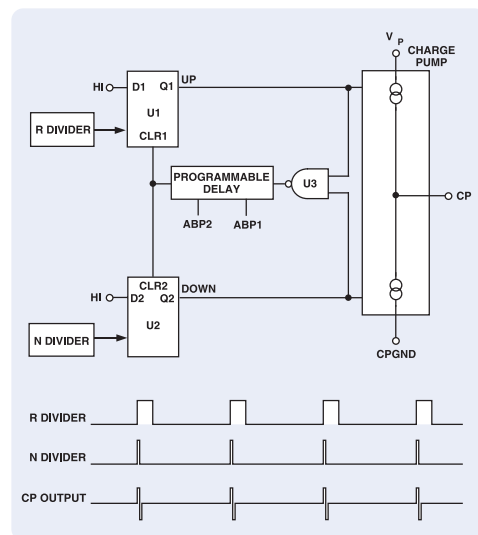 V P
CHARGE
PUMP
HI
D1
Q1
UP
U1
R DIVIDER
CLR1
PROGRAMMABLE
DELAY
U3
CP
ABP2
ABP1
CLR2
DOWN
HI
D2
Q2
U2
N DIVIDER
CPGND
R DIVIDER
N DIVIDER
CP OUTPUT